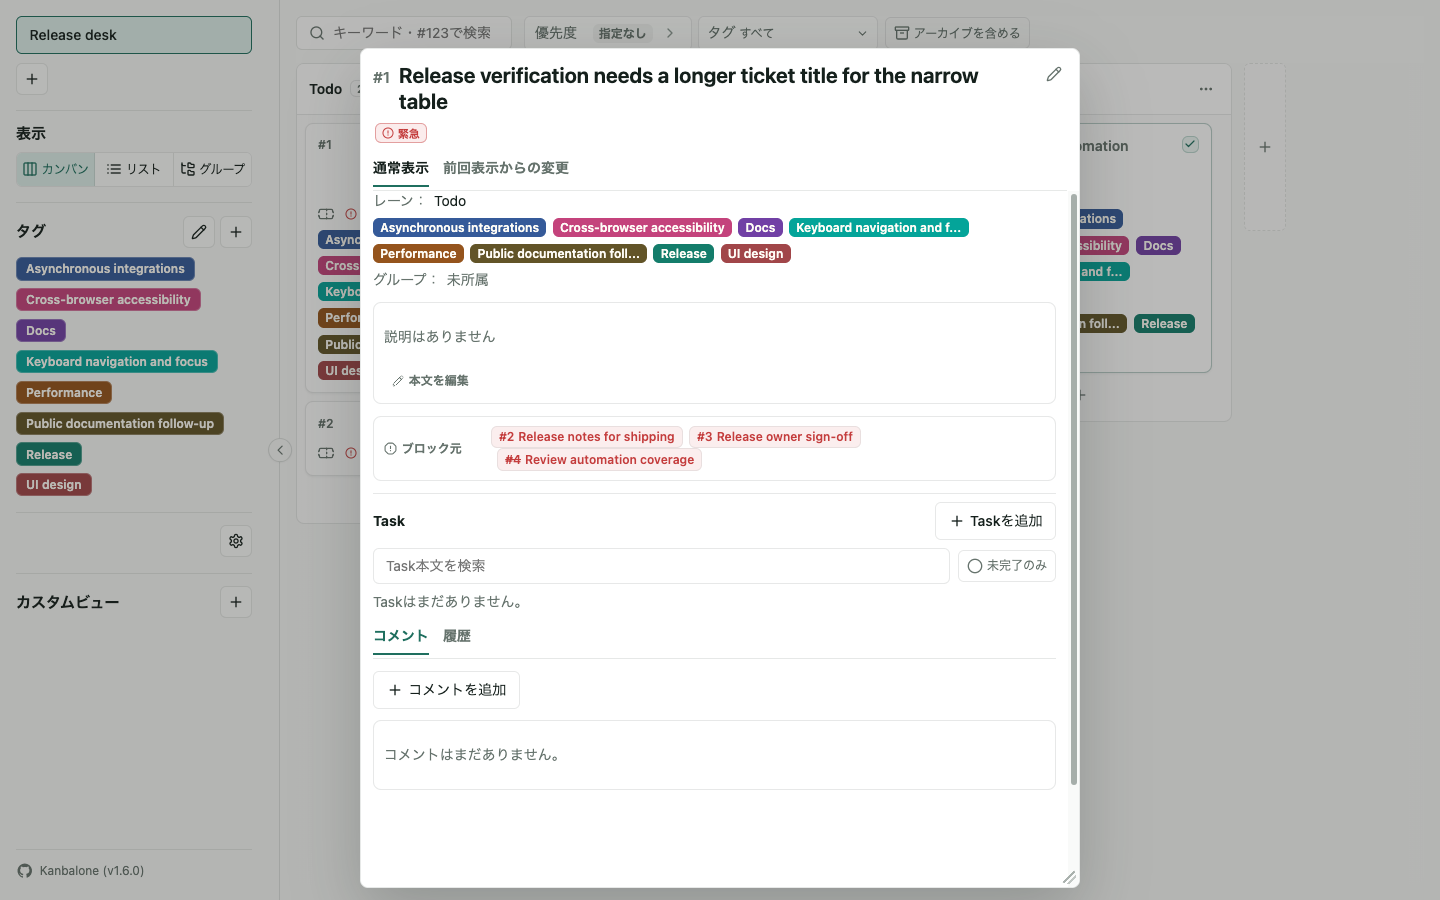 Release desk
表示
カンバン
リスト
グループ
タグ
Asynchronous integrations
Cross-browser accessibility
Docs
Keyboard navigation and focus
Performance
Public documentation follow-up
Release
UI design
カスタムビュー
Kanbalone (v1.6.0)
キーワード・#123で検索
優先度 指定なし
タグ すべて
アーカイブを含める
Todo
#1
#2
#1 Release verification needs a longer ticket title for the narrow
table
緊急
通常表示 前回表示からの変更
レーン： Todo
Asynchronous integrations Cross-browser accessibility Docs Keyboard navigation and f...
Performance Public documentation foll... Release UI design
グループ： 未所属
説明はありません
本文を編集
ブロック元
#2 Release notes for shipping #3 Release owner sign-off
#4 Review automation coverage
Task
Taskを追加
Task本文を検索
未完了のみ
Taskはまだありません。
コメント 履歴
コメントを追加
コメントはまだありません。
Docs
and f...
foll...
Release